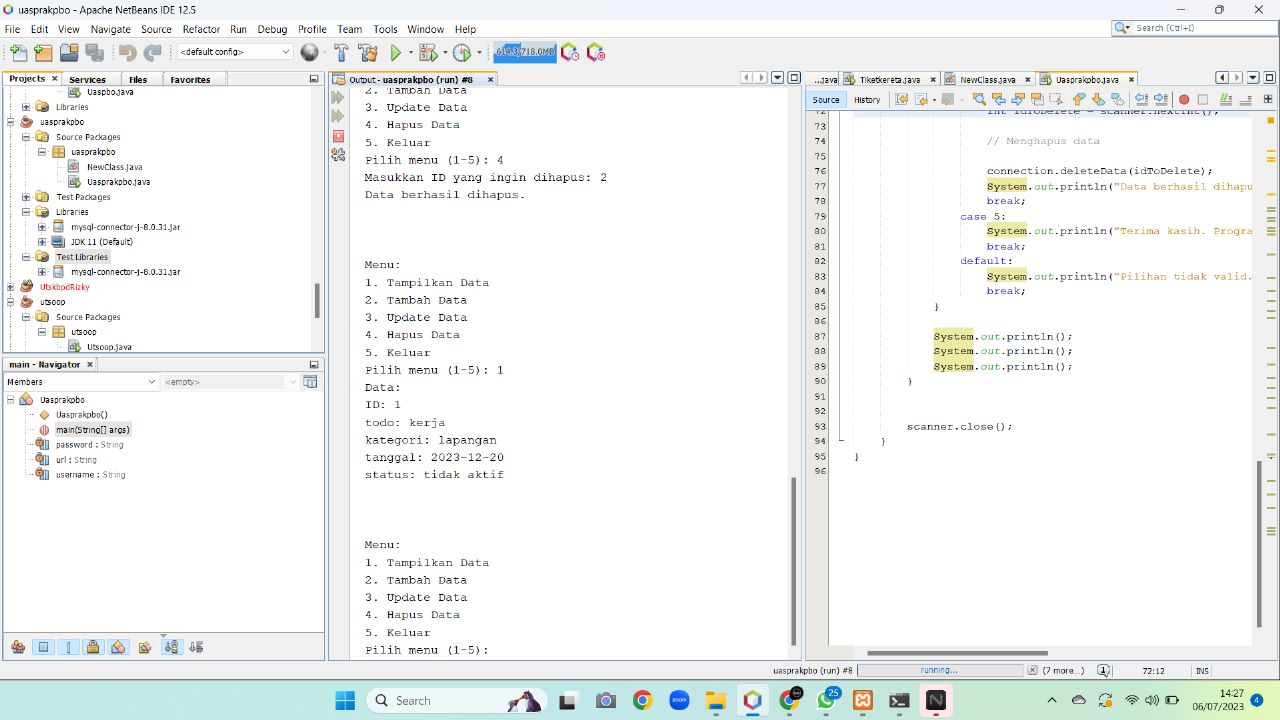 uasprakpbo - Apache NetBeans IDE 12.5
File Edit View Navigate Source Refactor Run Debug Profile Team Tools Window Help
Search (Ctrl+I)
<default config>
Projects Services Files Favorites
Uaspbo.java
Libraries
uasprakpbo
Source Packages
uasprakpbo
NewClass.java
Uasprakpbo.java
Test Packages
Libraries
mysql-connector-j-8.0.31.jar
JDK 11 (Default)
Test Libraries
mysql-connector-j-8.0.31.jar
UtskbpdRizky
utsoop
Source Packages
utsoop
Utsoop.java
main - Navigator
Members <empty>
Uasprakpbo
Uasprakpbo()
main(String[] args)
password : String
url : String
username : String
Output - uasprakpbo (run) #8
2. Tambah Data
3. Update Data
4. Hapus Data
5. Keluar
Pilih menu (1-5): 4
Masukkan ID yang ingin dihapus: 2
Data berhasil dihapus.
Menu:
1. Tampilkan Data
2. Tambah Data
3. Update Data
4. Hapus Data
5. Keluar
Pilih menu (1-5): 1
Data:
ID: 1
todo: kerja
kategori: lapangan
tanggal: 2023-12-20
status: tidak aktif
Menu:
1. Tampilkan Data
2. Tambah Data
3. Update Data
4. Hapus Data
5. Keluar
Pilih menu (1-5):
...java Tiketkereta.java NewClass.java Uasprakpbo.java
Source History
72 int idToDelete = scanner.nextInt();
73
74 // Menghapus data
75
76 connection.deleteData(idToDelete);
77 System.out.println("Data berhasil dihapu
78 break;
79 case 5:
80 System.out.println("Terima kasih. Progra
81 break;
82 default:
83 System.out.println("Pilihan tidak valid.
84 break;
85 }
86
87 System.out.println();
88 System.out.println();
89 System.out.println();
90 }
91
92
93 scanner.close();
94 }
95 }
96
uasprakpbo (run) #8 running... (7 more...) 1 72:12 INS
Search
zoom
25
14:27
06/07/2023
4